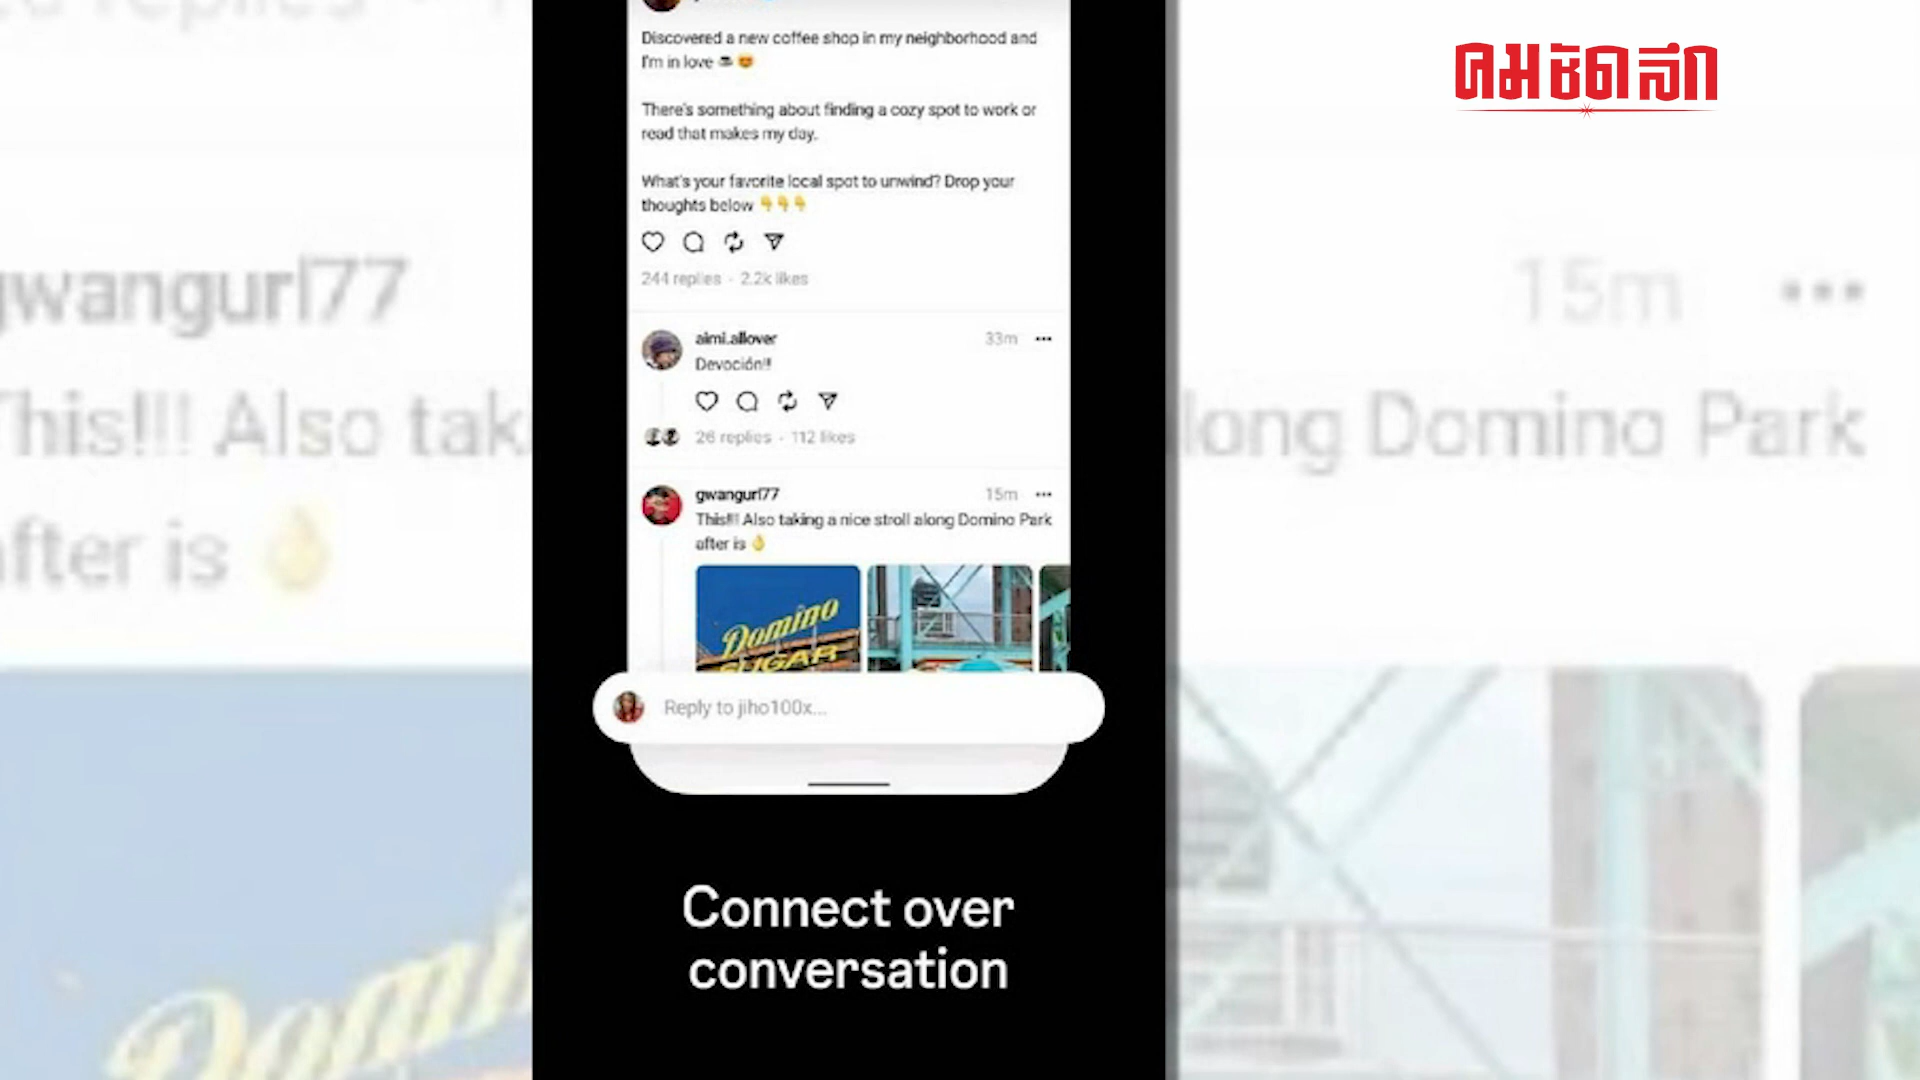 คมชัดลึก
Discovered a new coffee shop in my neighborhood and
I'm in love ☕ 😍
There's something about finding a cozy spot to work or
read that makes my day.
What's your favorite local spot to unwind? Drop your
thoughts below 👇👇👇
244 replies · 2.2k likes
aimi.allover 33m
Devoción!!
26 replies · 112 likes
gwangurl77 15m
This!!! Also taking a nice stroll along Domino Park
after is 👌
Domino
SUGAR
Reply to jiho100x...
Connect over
conversation
gwangurl77
15m
This!!! Also tak
long Domino Park
after is 👌
Domino